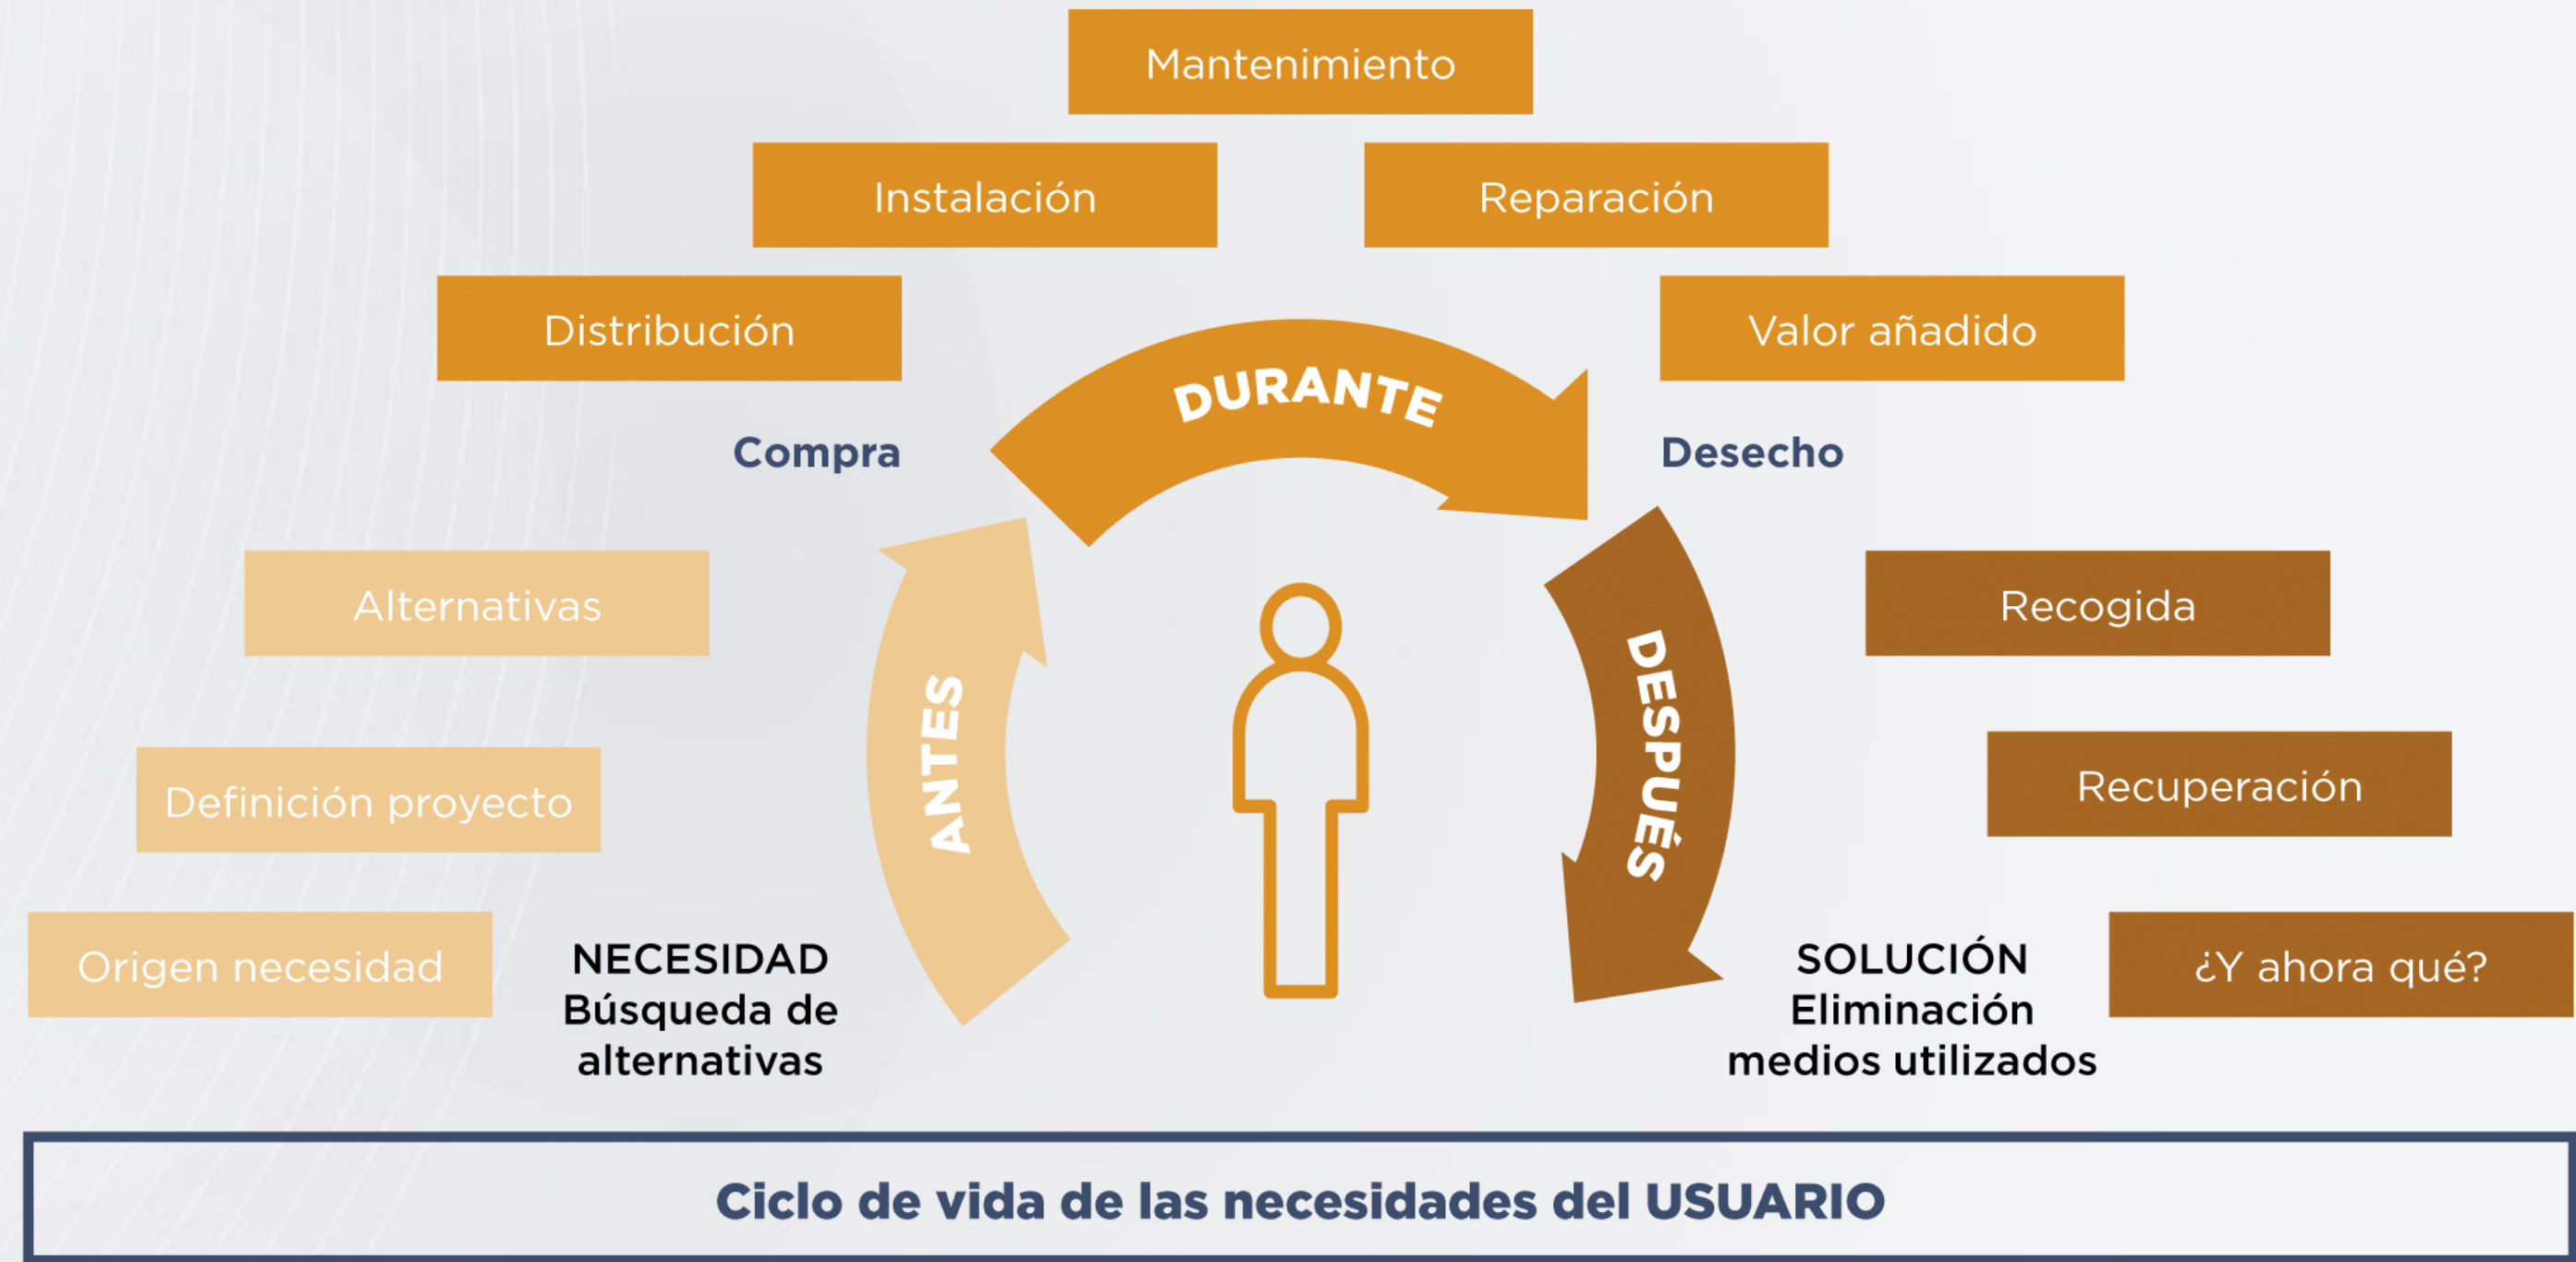 Mantenimiento
Instalación
Reparación
Distribución
Valor añadido
DURANTE
Compra
Desecho
Alternativas
Recogida
ANTES
DESPUÉS
Definición proyecto
Recuperación
Origen necesidad
NECESIDAD
Búsqueda de
alternativas
SOLUCIÓN
Eliminación
medios utilizados
¿Y ahora qué?
Ciclo de vida de las necesidades del USUARIO